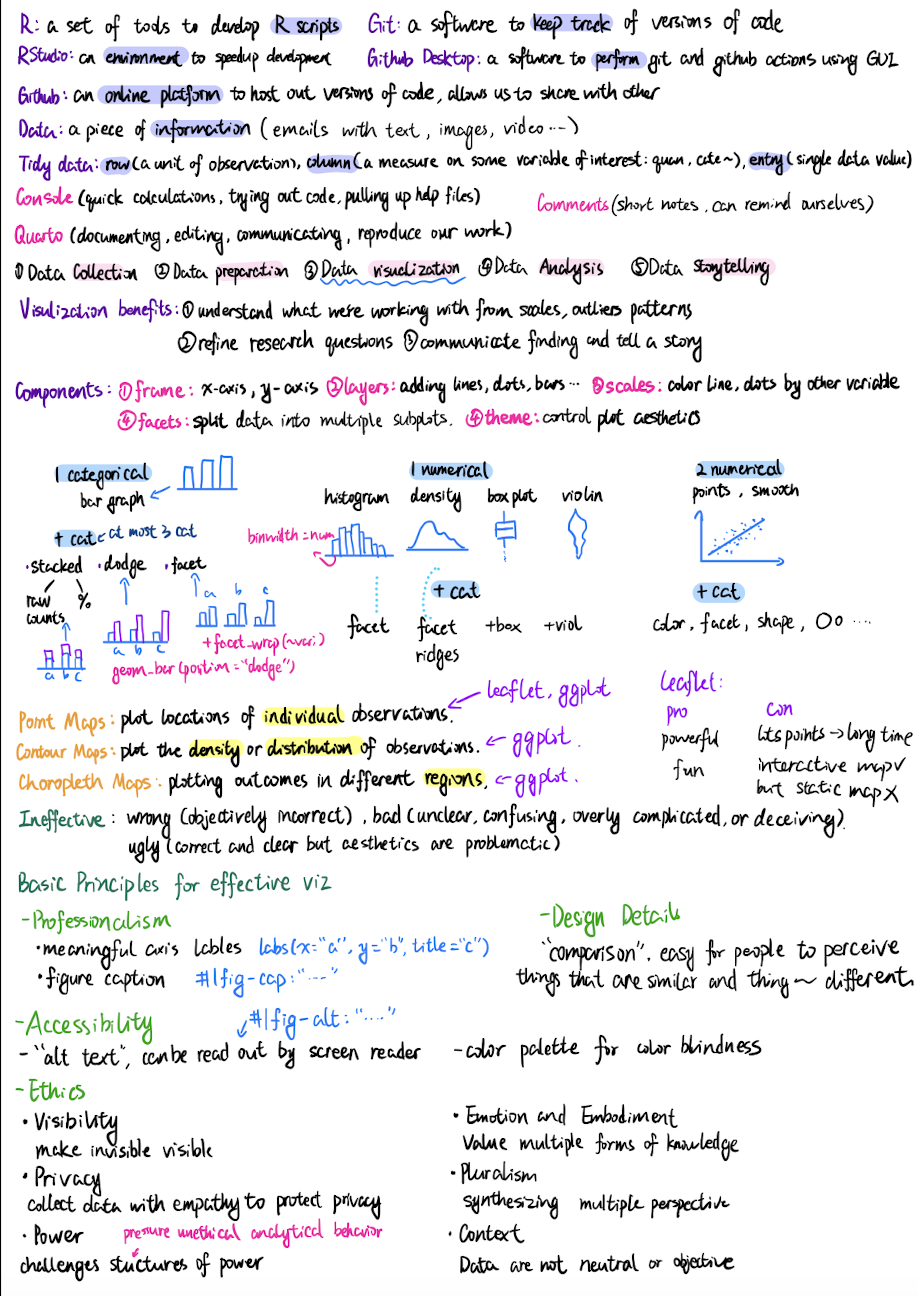 R: a set of tools to develop R scripts
Git: a software to keep track of versions of code
RStudio: an environment to speedup development
Github Desktop: a software to perform git and github actions using GUI
Github: an online platform to host our versions of code, allows us to share with other
Data: a piece of information (emails with text, images, video ...)
Tidy data: row (a unit of observation), column (a measure on some variable of interest: quan, cate~), entry (single data value)
Console (quick calculations, trying out code, pulling up help files)
Comments (short notes, can remind ourselves)
Quarto (documenting, editing, communicating, reproduce our work)
① Data Collection ② Data preparation ③ Data visualization ④ Data Analysis ⑤ Data Storytelling
Visulization benefits: ① understand what we're working with from scales, outliers patterns
② refine research questions ③ communicate finding and tell a story
Components: ① frame: x-axis, y-axis ② layers: adding lines, dots, bars ... ③ scales: color line, dots by other variable
④ facets: split data into multiple subplots. ④ theme: control plot aesthetics
1 categorical
bar graph
+ cat
at most 3 cat
· stacked · dodge · facet
raw counts
%
a b c
a b c
a b c
+ facet_wrap(~vari)
geom_bar(position = "dodge")
1 numerical
histogram density boxplot violin
binwidth = num
+ cat
facet
facet
ridges
+box
+viol
2 numerical
points, smooth
+ cat
color, facet, shape, Oo ....
Point Maps: plot locations of individual observations.
leaflet, ggplot
Contour Maps: plot the density or distribution of observations.
ggplot.
Choropleth Maps: plotting outcomes in different regions.
ggplot.
leaflet:
pro
powerful
fun
con
lots points → long time
interactive map √
but static map X
Ineffective: wrong (objectively incorrect), bad (unclear, confusing, overly complicated, or deceiving).
ugly (correct and clear but aesthetics are problematic)
Basic Principles for effective viz
- Professionalism
· meaningful axis lables labs(x="a", y="b", title="c")
· figure caption #| fig-cap: "...."
- Design Details
"comparison". easy for people to perceive
things that are similar and thing ~ different.
- Accessibility
#| fig-alt: "...."
- "alt text", can be read out by screen reader
- color palette for color blindness
- Ethics
· Visibility
make invisible visible
· Privacy
collect data with empathy to protect privacy
· Power
pressure unethical analytical behavior
challenges stuctures of power
· Emotion and Embodiment
Value multiple forms of knowledge
· Pluralism
synthesizing multiple perspective
· Context
Data are not neutral or objective